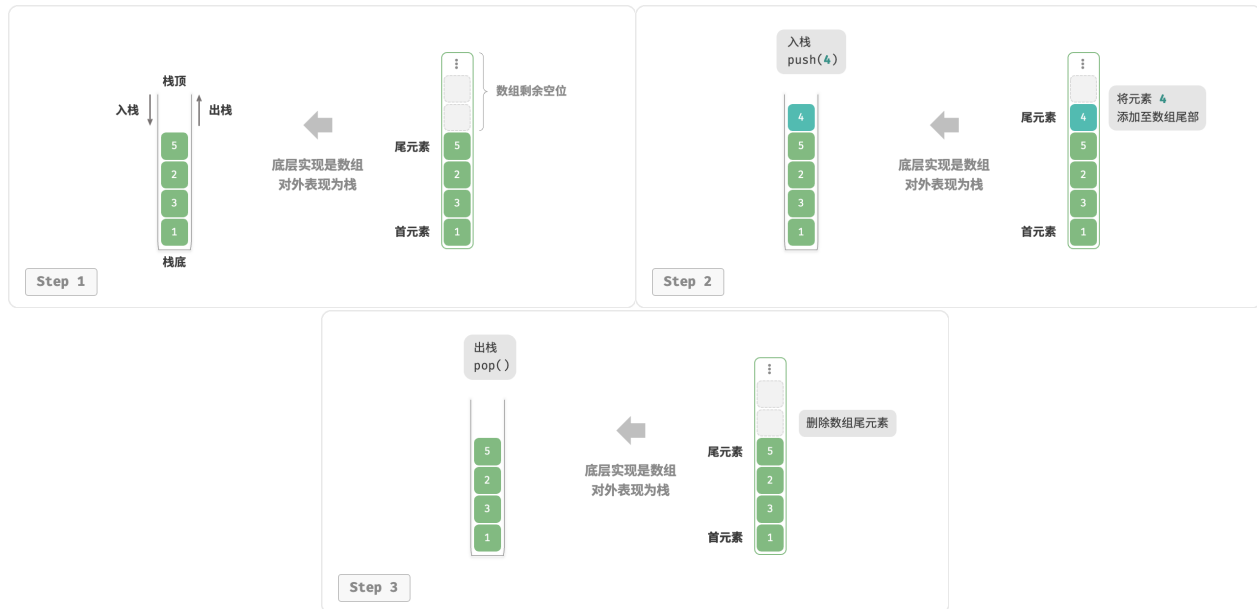 栈顶
入栈
出栈
5
2
3
1
栈底
底层实现是数组
对外表现为栈
⋮
数组剩余空位
尾元素
5
2
3
首元素
1
Step 1
入栈
push(4)
4
5
2
3
1
底层实现是数组
对外表现为栈
⋮
将元素 4
添加至数组尾部
尾元素
4
5
2
3
首元素
1
Step 2
出栈
pop()
5
2
3
1
底层实现是数组
对外表现为栈
⋮
删除数组尾元素
尾元素
5
2
3
首元素
1
Step 3